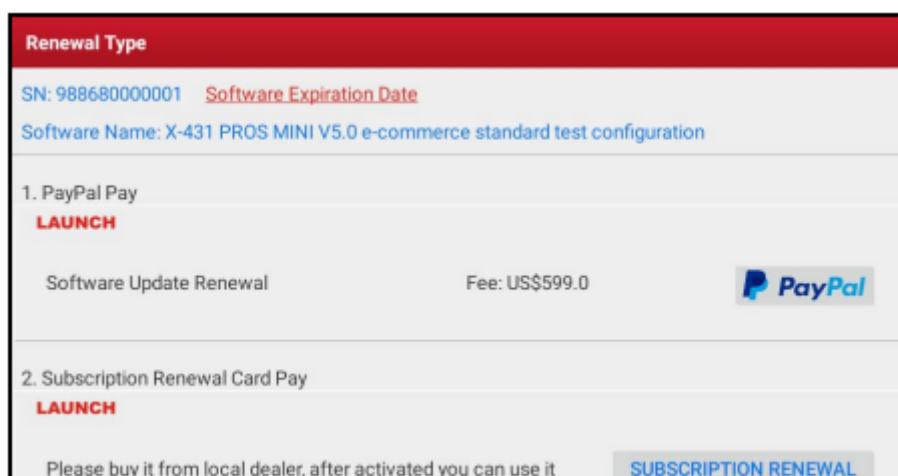 Renewal Type
SN: 988680000001 Software Expiration Date
Software Name: X-431 PROS MINI V5.0 e-commerce standard test configuration
1. PayPal Pay
LAUNCH
Software Update Renewal Fee: US$599.0 PayPal
2. Subscription Renewal Card Pay
LAUNCH
Please buy it from local dealer, after activated you can use it SUBSCRIPTION RENEWAL